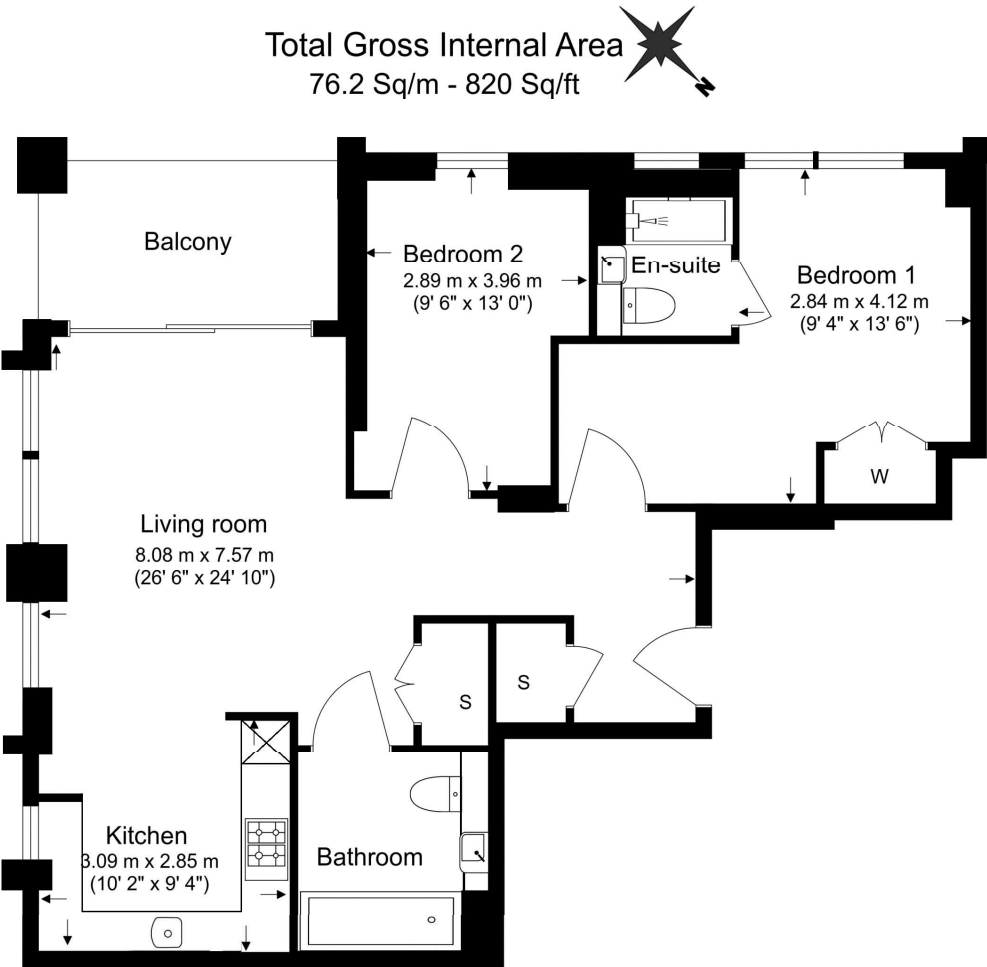 Total Gross Internal Area
76.2 Sq/m - 820 Sq/ft
N
Balcony
Bedroom 2
2.89 m x 3.96 m
(9' 6" x 13' 0")
En-suite
Bedroom 1
2.84 m x 4.12 m
(9' 4" x 13' 6")
W
Living room
8.08 m x 7.57 m
(26' 6" x 24' 10")
S
S
Kitchen
3.09 m x 2.85 m
(10' 2" x 9' 4")
Bathroom